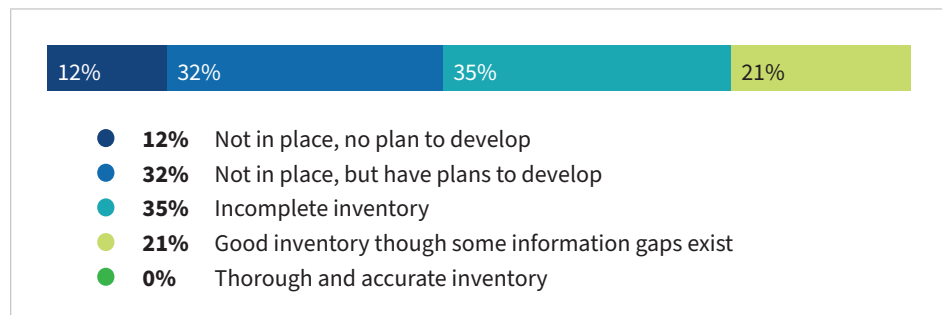 12% 32% 35% 21%
12% Not in place, no plan to develop
32% Not in place, but have plans to develop
35% Incomplete inventory
21% Good inventory though some information gaps exist
0% Thorough and accurate inventory